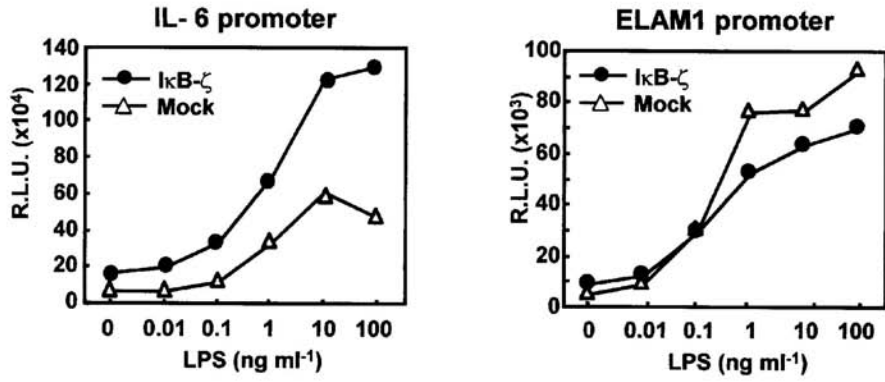 IL- 6 promoter
R.L.U. (x10⁴)
140
120
100
80
60
40
20
0
IκB-ζ
Mock
0 0.01 0.1 1 10 100
LPS (ng ml⁻¹)
ELAM1 promoter
R.L.U. (x10³)
100
80
60
40
20
10
0
IκB-ζ
Mock
0 0.01 0.1 1 10 100
LPS (ng ml⁻¹)